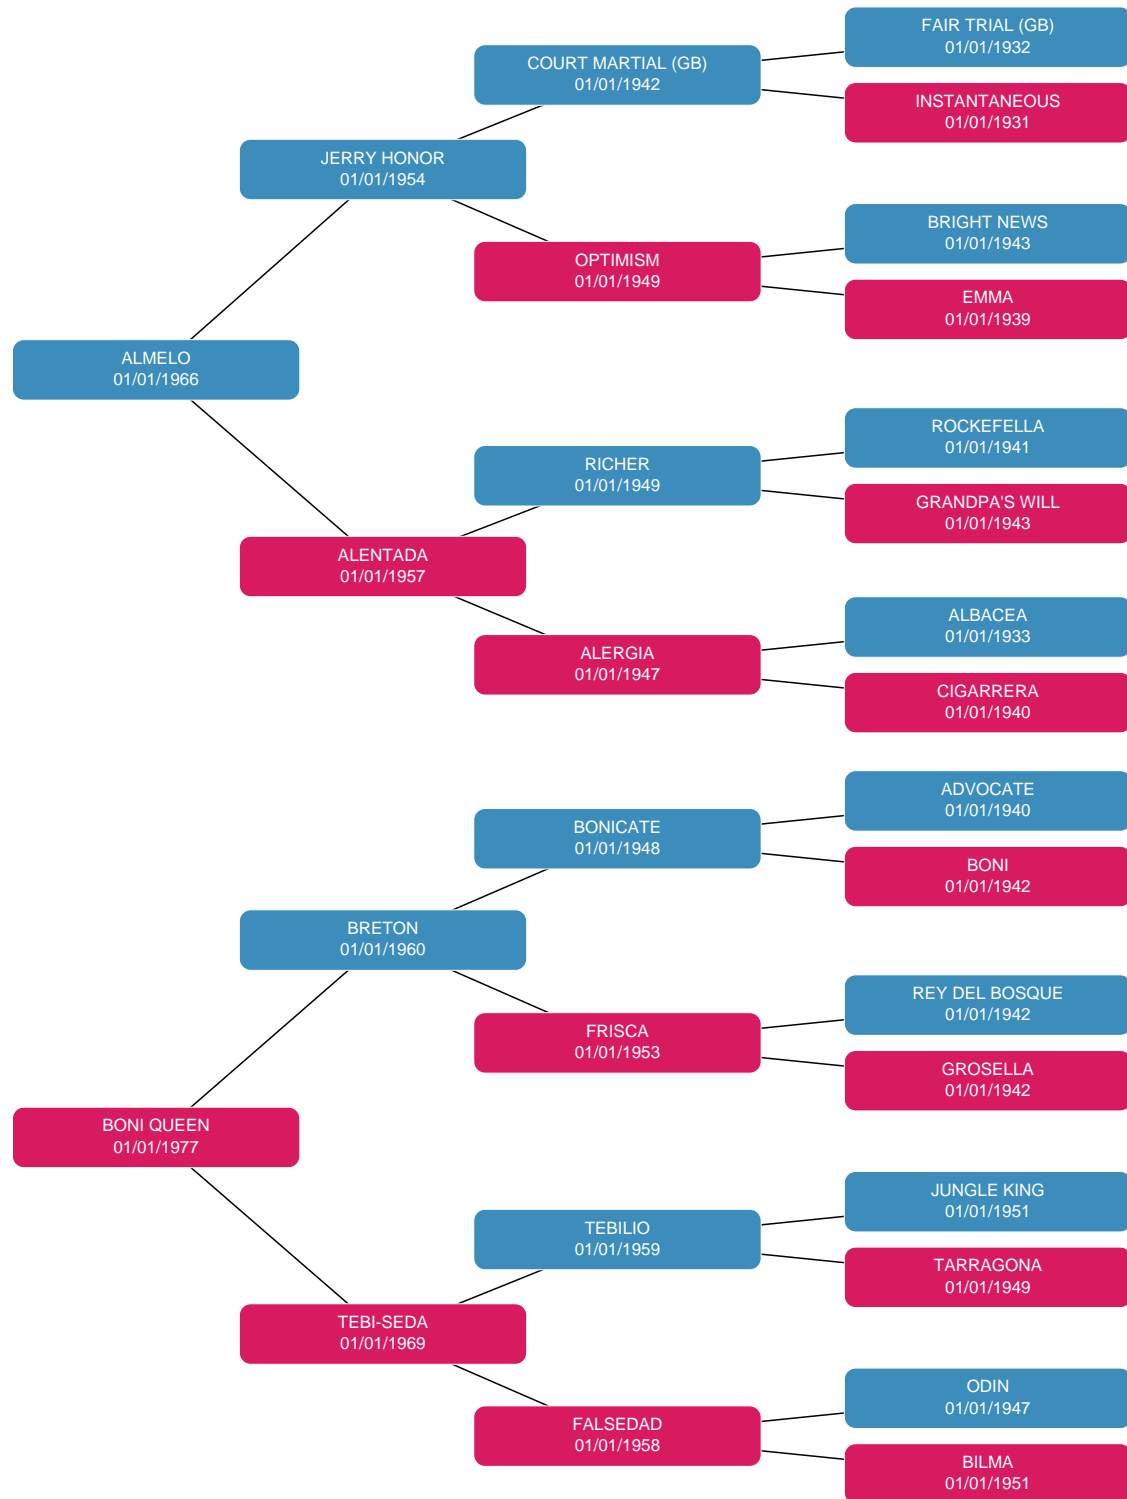 FAIR TRIAL (GB)
01/01/1932
COURT MARTIAL (GB)
01/01/1942
INSTANTANEOUS
01/01/1931
JERRY HONOR
01/01/1954
BRIGHT NEWS
01/01/1943
OPTIMISM
01/01/1949
EMMA
01/01/1939
ALMELO
01/01/1966
ROCKEFELLA
01/01/1941
RICHER
01/01/1949
GRANDPA'S WILL
01/01/1943
ALENTADA
01/01/1957
ALBACEA
01/01/1933
ALERGIA
01/01/1947
CIGARRERA
01/01/1940
ADVOCATE
01/01/1940
BONICATE
01/01/1948
BONI
01/01/1942
BRETON
01/01/1960
REY DEL BOSQUE
01/01/1942
FRISCA
01/01/1953
GROSELLA
01/01/1942
BONI QUEEN
01/01/1977
JUNGLE KING
01/01/1951
TEBILIO
01/01/1959
TARRAGONA
01/01/1949
TEBI-SEDA
01/01/1969
ODIN
01/01/1947
FALSEDAD
01/01/1958
BILMA
01/01/1951